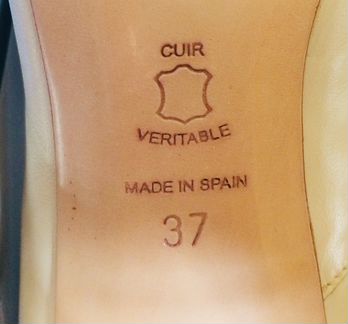 CUIR
VERITABLE
MADE IN SPAIN
37